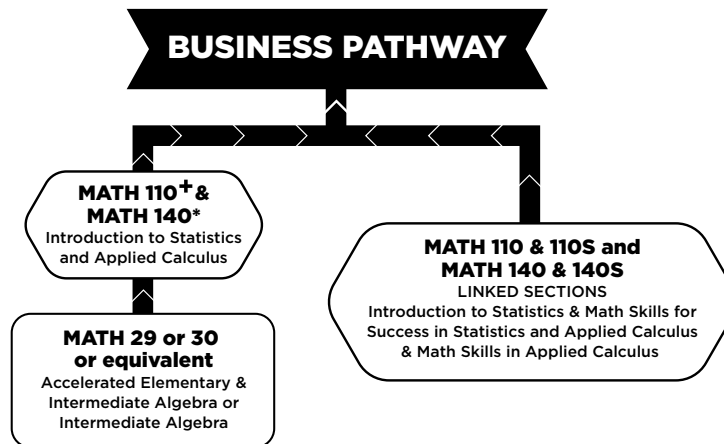 BUSINESS PATHWAY
MATH 110+ &
MATH 140*
Introduction to Statistics
and Applied Calculus
MATH 29 or 30
or equivalent
Accelerated Elementary &
Intermediate Algebra or
Intermediate Algebra
MATH 110 & 110S and
MATH 140 & 140S
LINKED SECTIONS
Introduction to Statistics & Math Skills for
Success in Statistics and Applied Calculus
& Math Skills in Applied Calculus